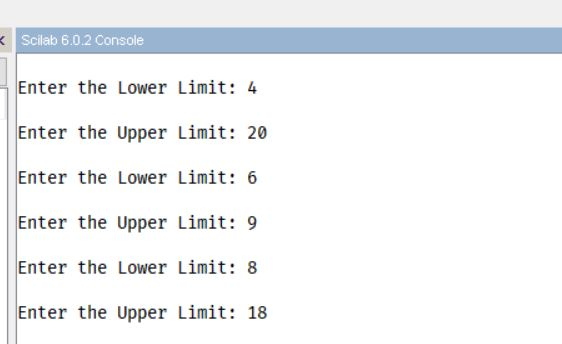 Scilab 6.0.2 Console
Enter the Lower Limit: 4
Enter the Upper Limit: 20
Enter the Lower Limit: 6
Enter the Upper Limit: 9
Enter the Lower Limit: 8
Enter the Upper Limit: 18